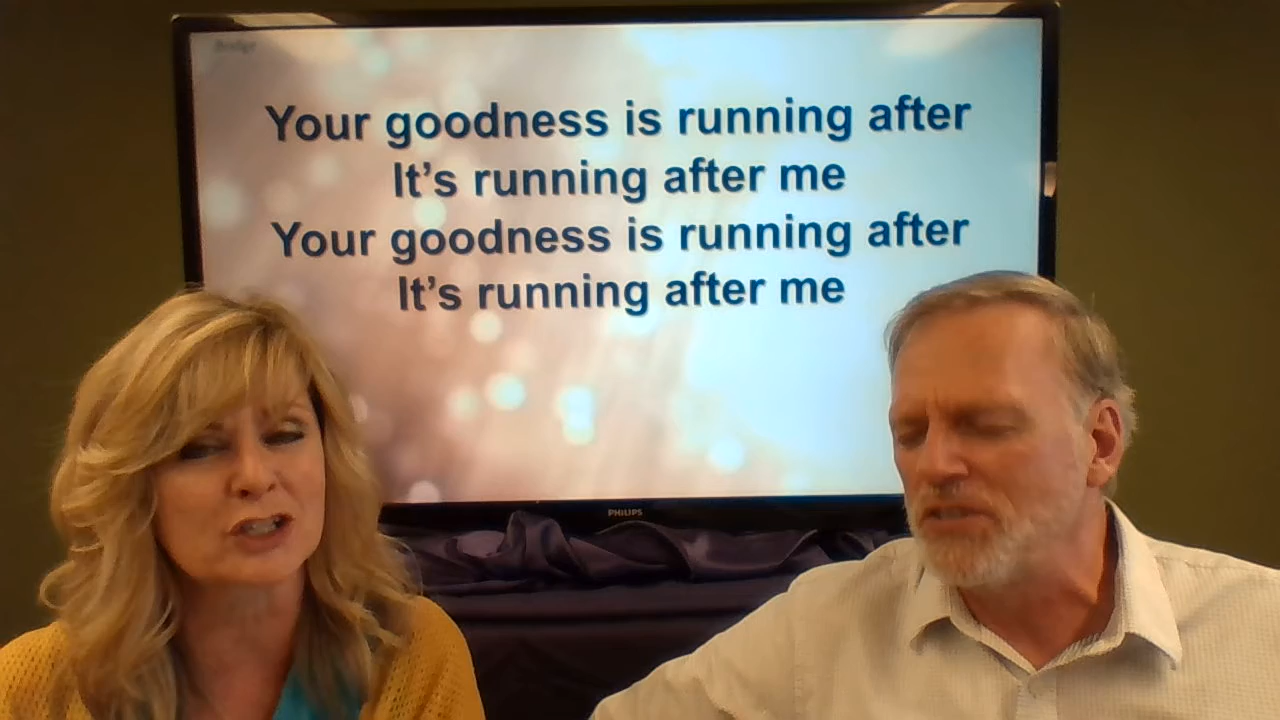 Bridge
Your goodness is running after
It's running after me
Your goodness is running after
It's running after me
PHILIPS